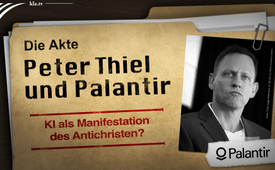 kla.tv
Die Akte
Peter Thiel
und Palantir
KI als Manifestation
des Antichristen?
Palantir